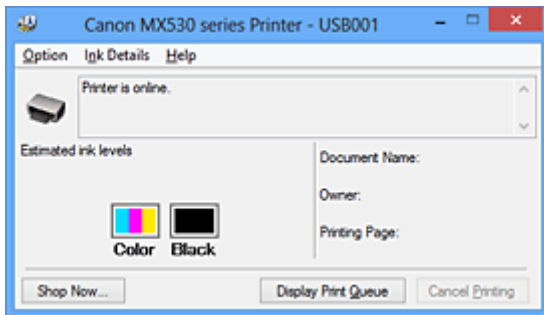 Canon MX530 series Printer - USB001
Option Ink Details Help
Printer is online.
Estimated ink levels
Document Name:
Owner:
Printing Page:
Color Black
Shop Now... Display Print Queue Cancel Printing